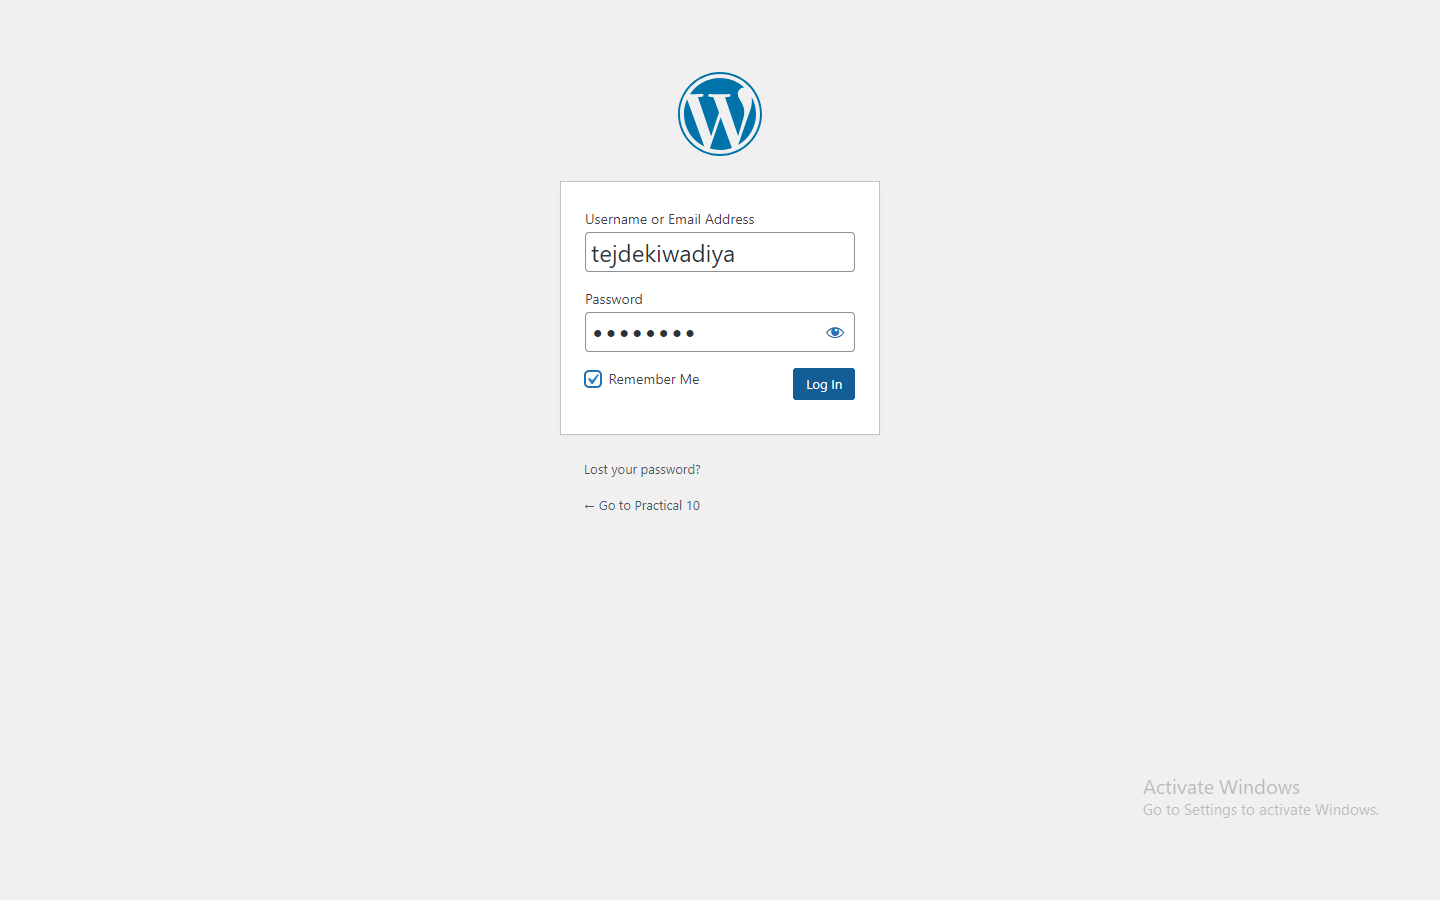 Username or Email Address
tejdekiwadiya
Password
Remember Me
Log In
Lost your password?
← Go to Practical 10
Activate Windows
Go to Settings to activate Windows.